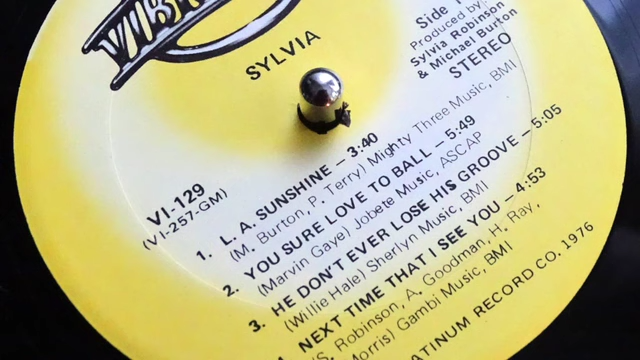 SYLVIA
Side 1
Produced by:
Sylvia Robinson
& Michael Burton
STEREO
VI-129
(VI-257-GM)
1. L. A. SUNSHINE – 3:40
(M. Burton, P. Terry) Mighty Three Music, BMI
2. YOU SURE LOVE TO BALL – 5:49
(Marvin Gaye) Jobete Music, ASCAP
3. HE DON'T EVER LOSE HIS GROOVE – 5:05
(Willie Hale) Sherlyn Music, BMI
NEXT TIME THAT I SEE YOU – 4:53
(S. Robinson, A. Goodman, H. Ray,
Morris) Gambi Music, BMI
RECORD CO. 1976